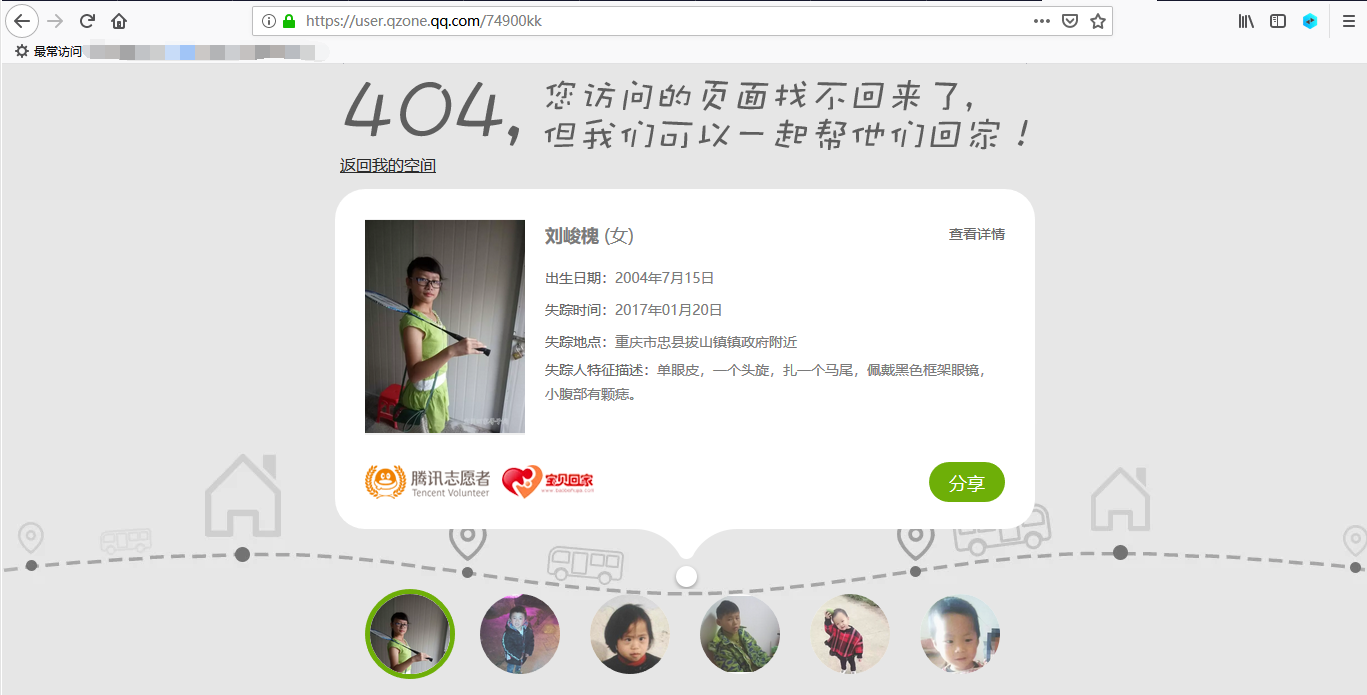 https://user.qzone.qq.com/74900kk
最常访问
404,
您访问的页面找不回来了,
但我们可以一起帮他们回家！
返回我的空间
刘峻槐 (女)
查看详情
出生日期：2004年7月15日
失踪时间：2017年01月20日
失踪地点：重庆市忠县拔山镇镇政府附近
失踪人特征描述：单眼皮，一个头旋，扎一个马尾，佩戴黑色框架眼镜，
小腹部有颗痣。
腾讯志愿者
Tencent Volunteer
宝贝回家
分享